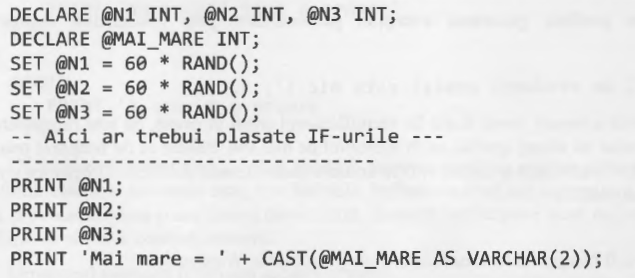 DECLARE @N1 INT, @N2 INT, @N3 INT;
DECLARE @MAI_MARE INT;
SET @N1 = 60 * RAND();
SET @N2 = 60 * RAND();
SET @N3 = 60 * RAND();
-- Aici ar trebui plasate IF-urile --
-------------------------------------
PRINT @N1;
PRINT @N2;
PRINT @N3;
PRINT 'Mai mare = ' + CAST(@MAI_MARE AS VARCHAR(2));